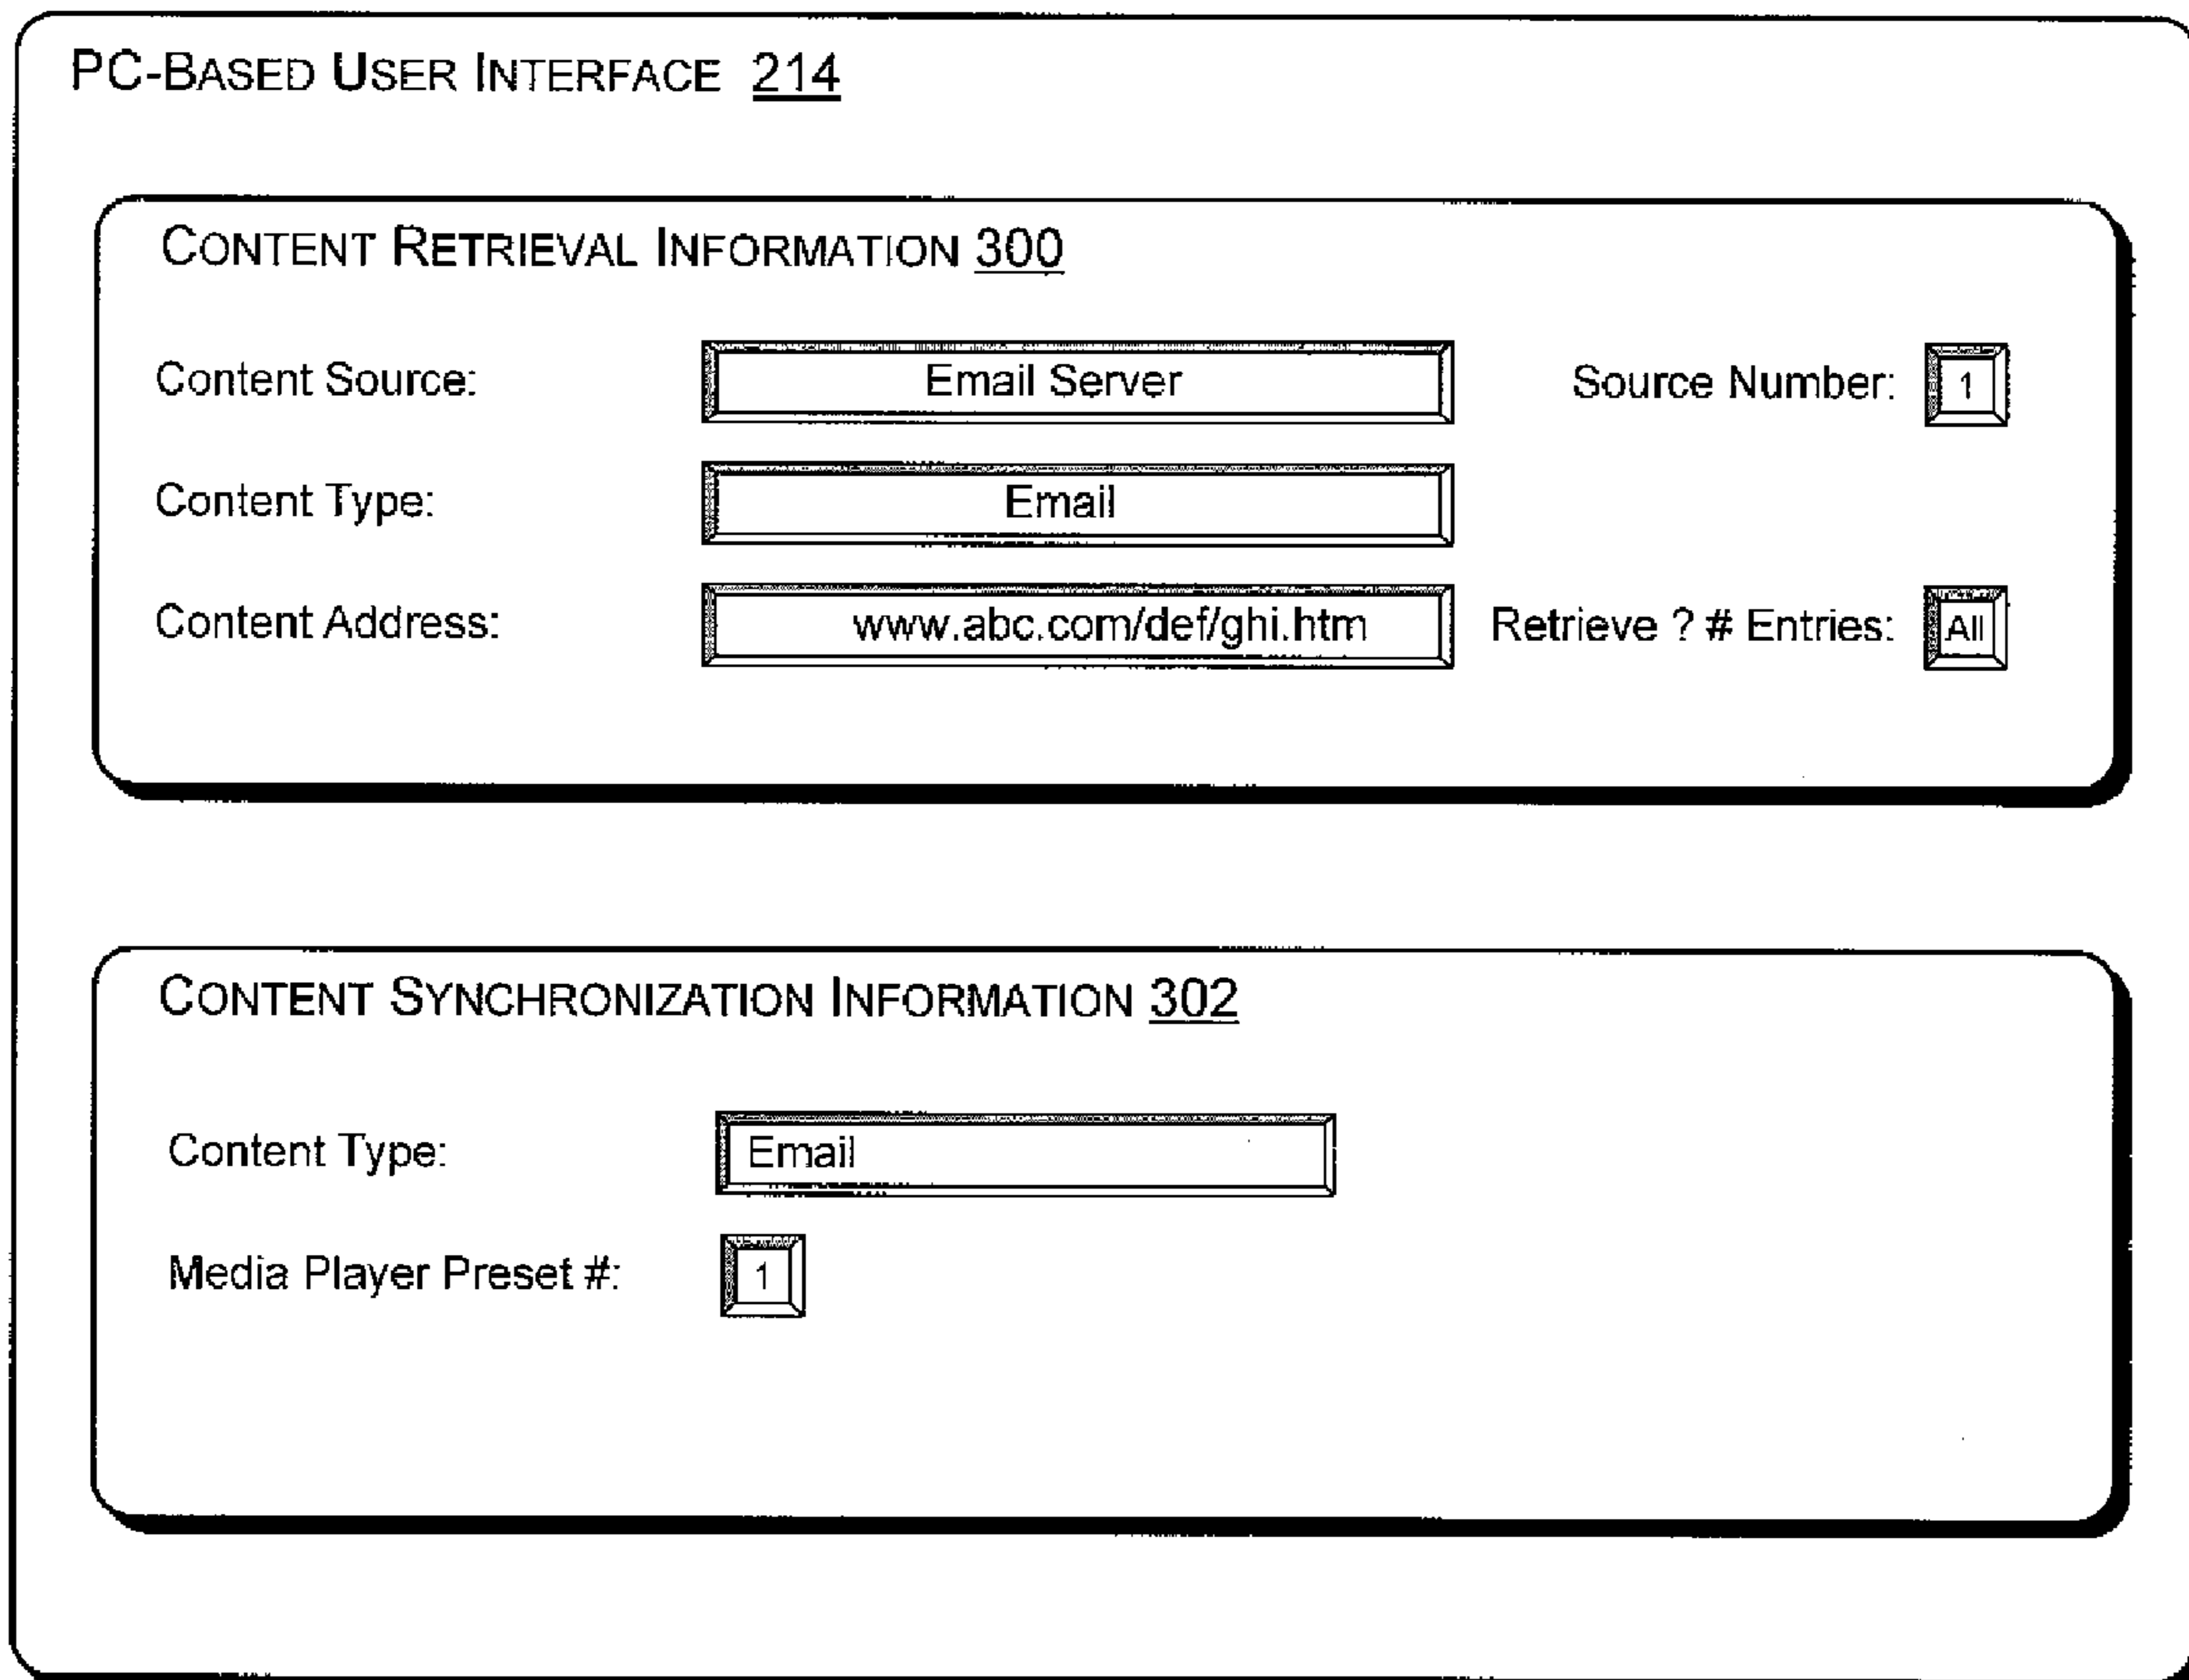 PC-BASED USER INTERFACE 214
CONTENT RETRIEVAL INFORMATION 300
Content Source: Email Server Source Number: 1
Content Type: Email
Content Address: www.abc.com/def/ghi.htm Retrieve ? # Entries: All
CONTENT SYNCHRONIZATION INFORMATION 302
Content Type: Email
Media Player Preset #: 1